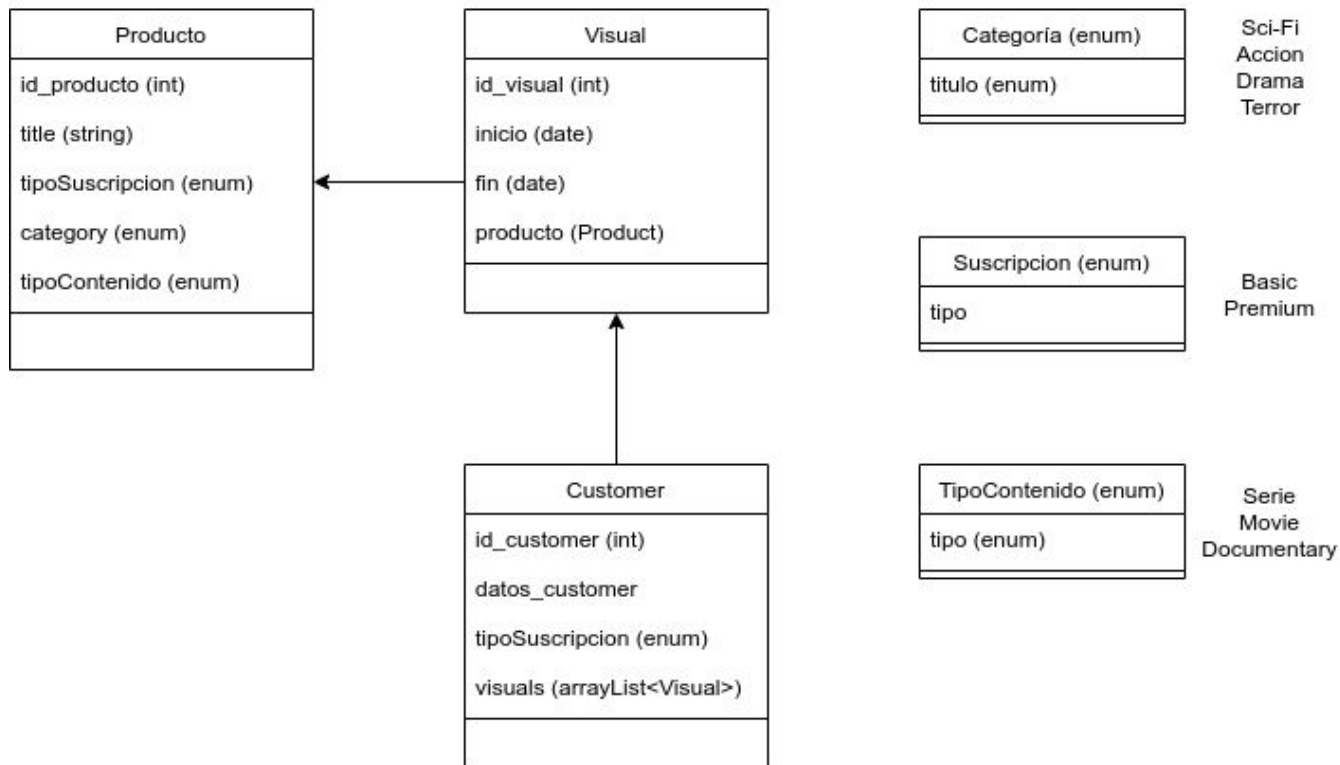 Producto
id_producto (int)
title (string)
tipoSuscripcion (enum)
category (enum)
tipoContenido (enum)
Visual
id_visual (int)
inicio (date)
fin (date)
producto (Product)
Customer
id_customer (int)
datos_customer
tipoSuscripcion (enum)
visuals (arrayList<Visual>)
Categoría (enum)
titulo (enum)
Sci-Fi
Accion
Drama
Terror
Suscripcion (enum)
tipo
Basic
Premium
TipoContenido (enum)
tipo (enum)
Serie
Movie
Documentary